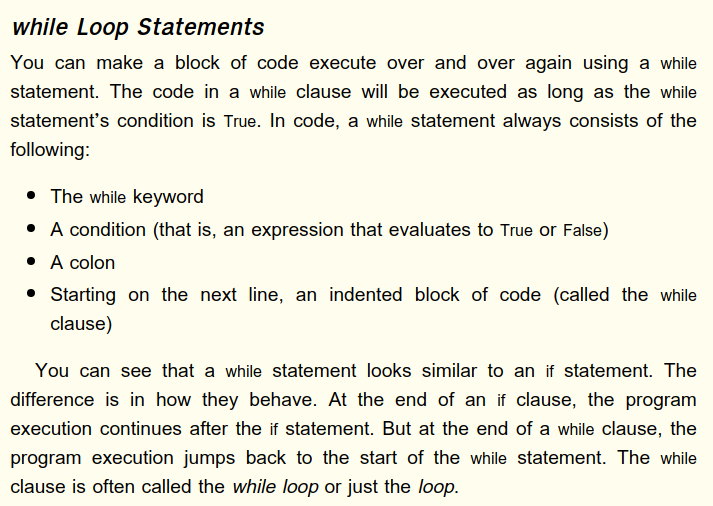 while Loop Statements
You can make a block of code execute over and over again using a while
statement. The code in a while clause will be executed as long as the while
statement’s condition is True. In code, a while statement always consists of the
following:
• The while keyword
• A condition (that is, an expression that evaluates to True or False)
• A colon
• Starting on the next line, an indented block of code (called the while
clause)
You can see that a while statement looks similar to an if statement. The
difference is in how they behave. At the end of an if clause, the program
execution continues after the if statement. But at the end of a while clause, the
program execution jumps back to the start of the while statement. The while
clause is often called the while loop or just the loop.